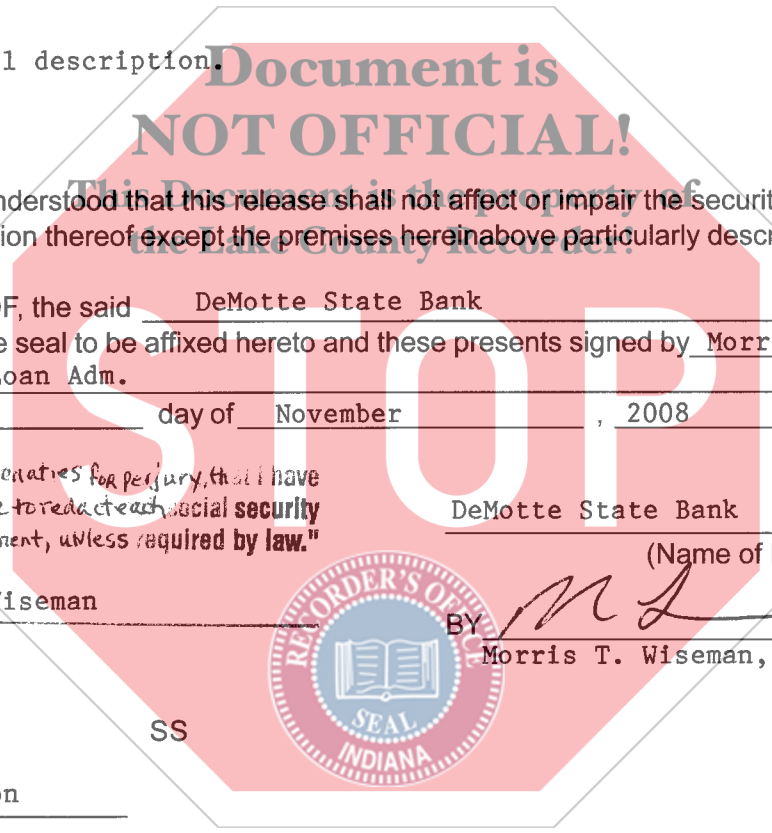 l description.
Document is
NOT OFFICIAL!
This Document is the property of
the Lake County Recorder!
nderstood that this release shall not affect or impair the securit
ion thereof except the premises hereinabove particularly descr
F, the said DeMotte State Bank
e seal to be affixed hereto and these presents signed by Morr
Loan Adm.
day of November , 2008
enalties for perjury, that I have
e to redact each social security
ment, unless required by law."
DeMotte State Bank
(Name of
Wiseman
BY
Morris T. Wiseman,
STOP
RECORDER'S OFFICE
SEAL
INDIANA
SS
on